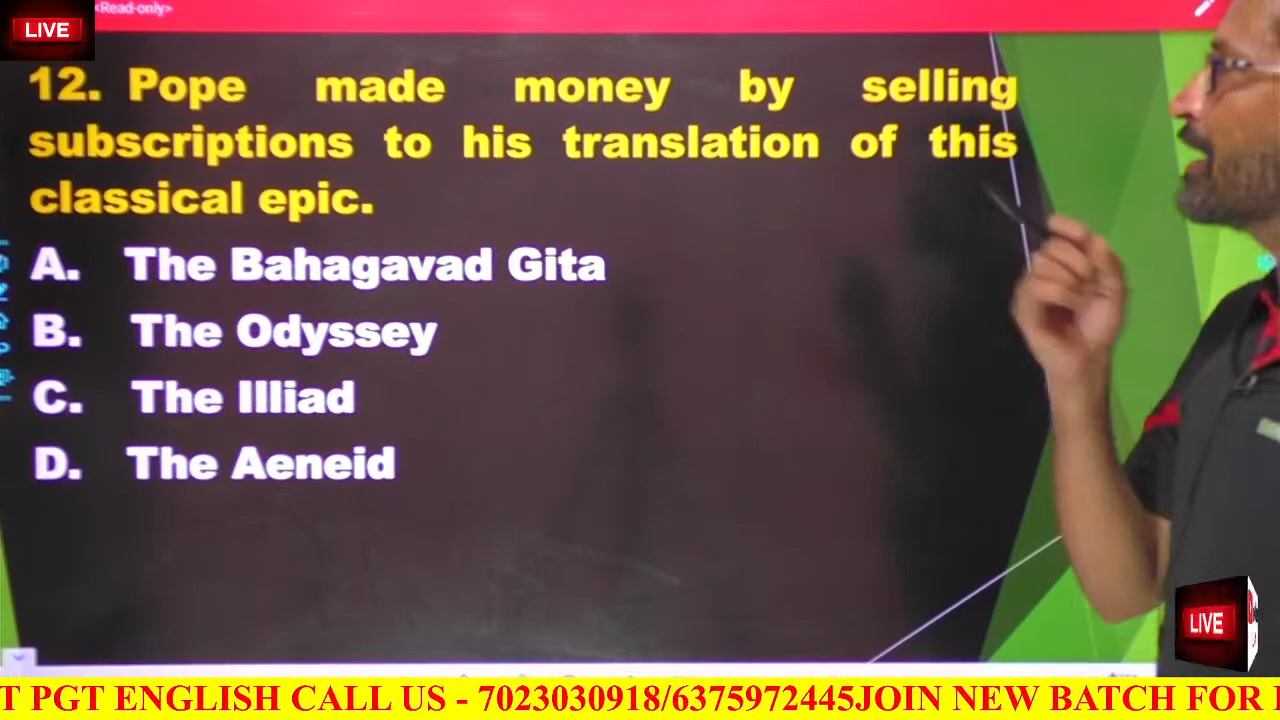 <Read-only>
LIVE
12. Pope made money by selling
subscriptions to his translation of this
classical epic.
A. The Bahagavad Gita
B. The Odyssey
C. The Illiad
D. The Aeneid
LIVE
T PGT ENGLISH CALL US - 7023030918/6375972445JOIN NEW BATCH FOR